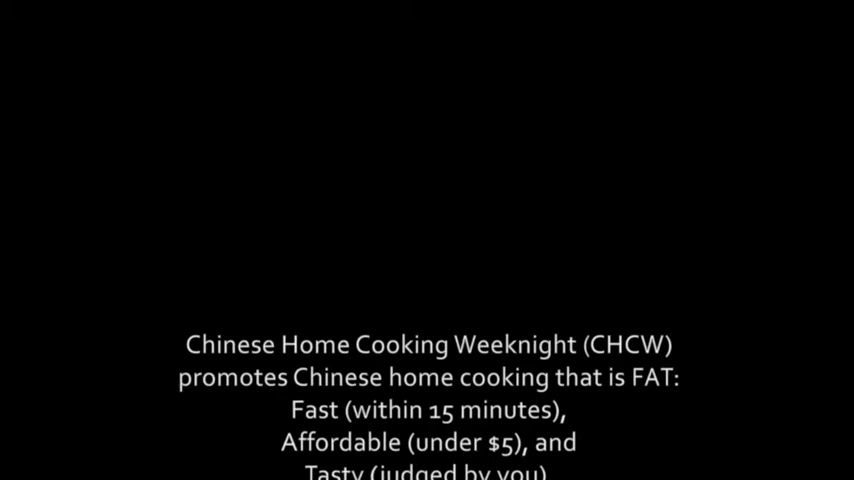 Chinese Home Cooking Weeknight (CHCW)
promotes Chinese home cooking that is FAT:
Fast (within 15 minutes),
Affordable (under $5), and
Tasty (judged by you)